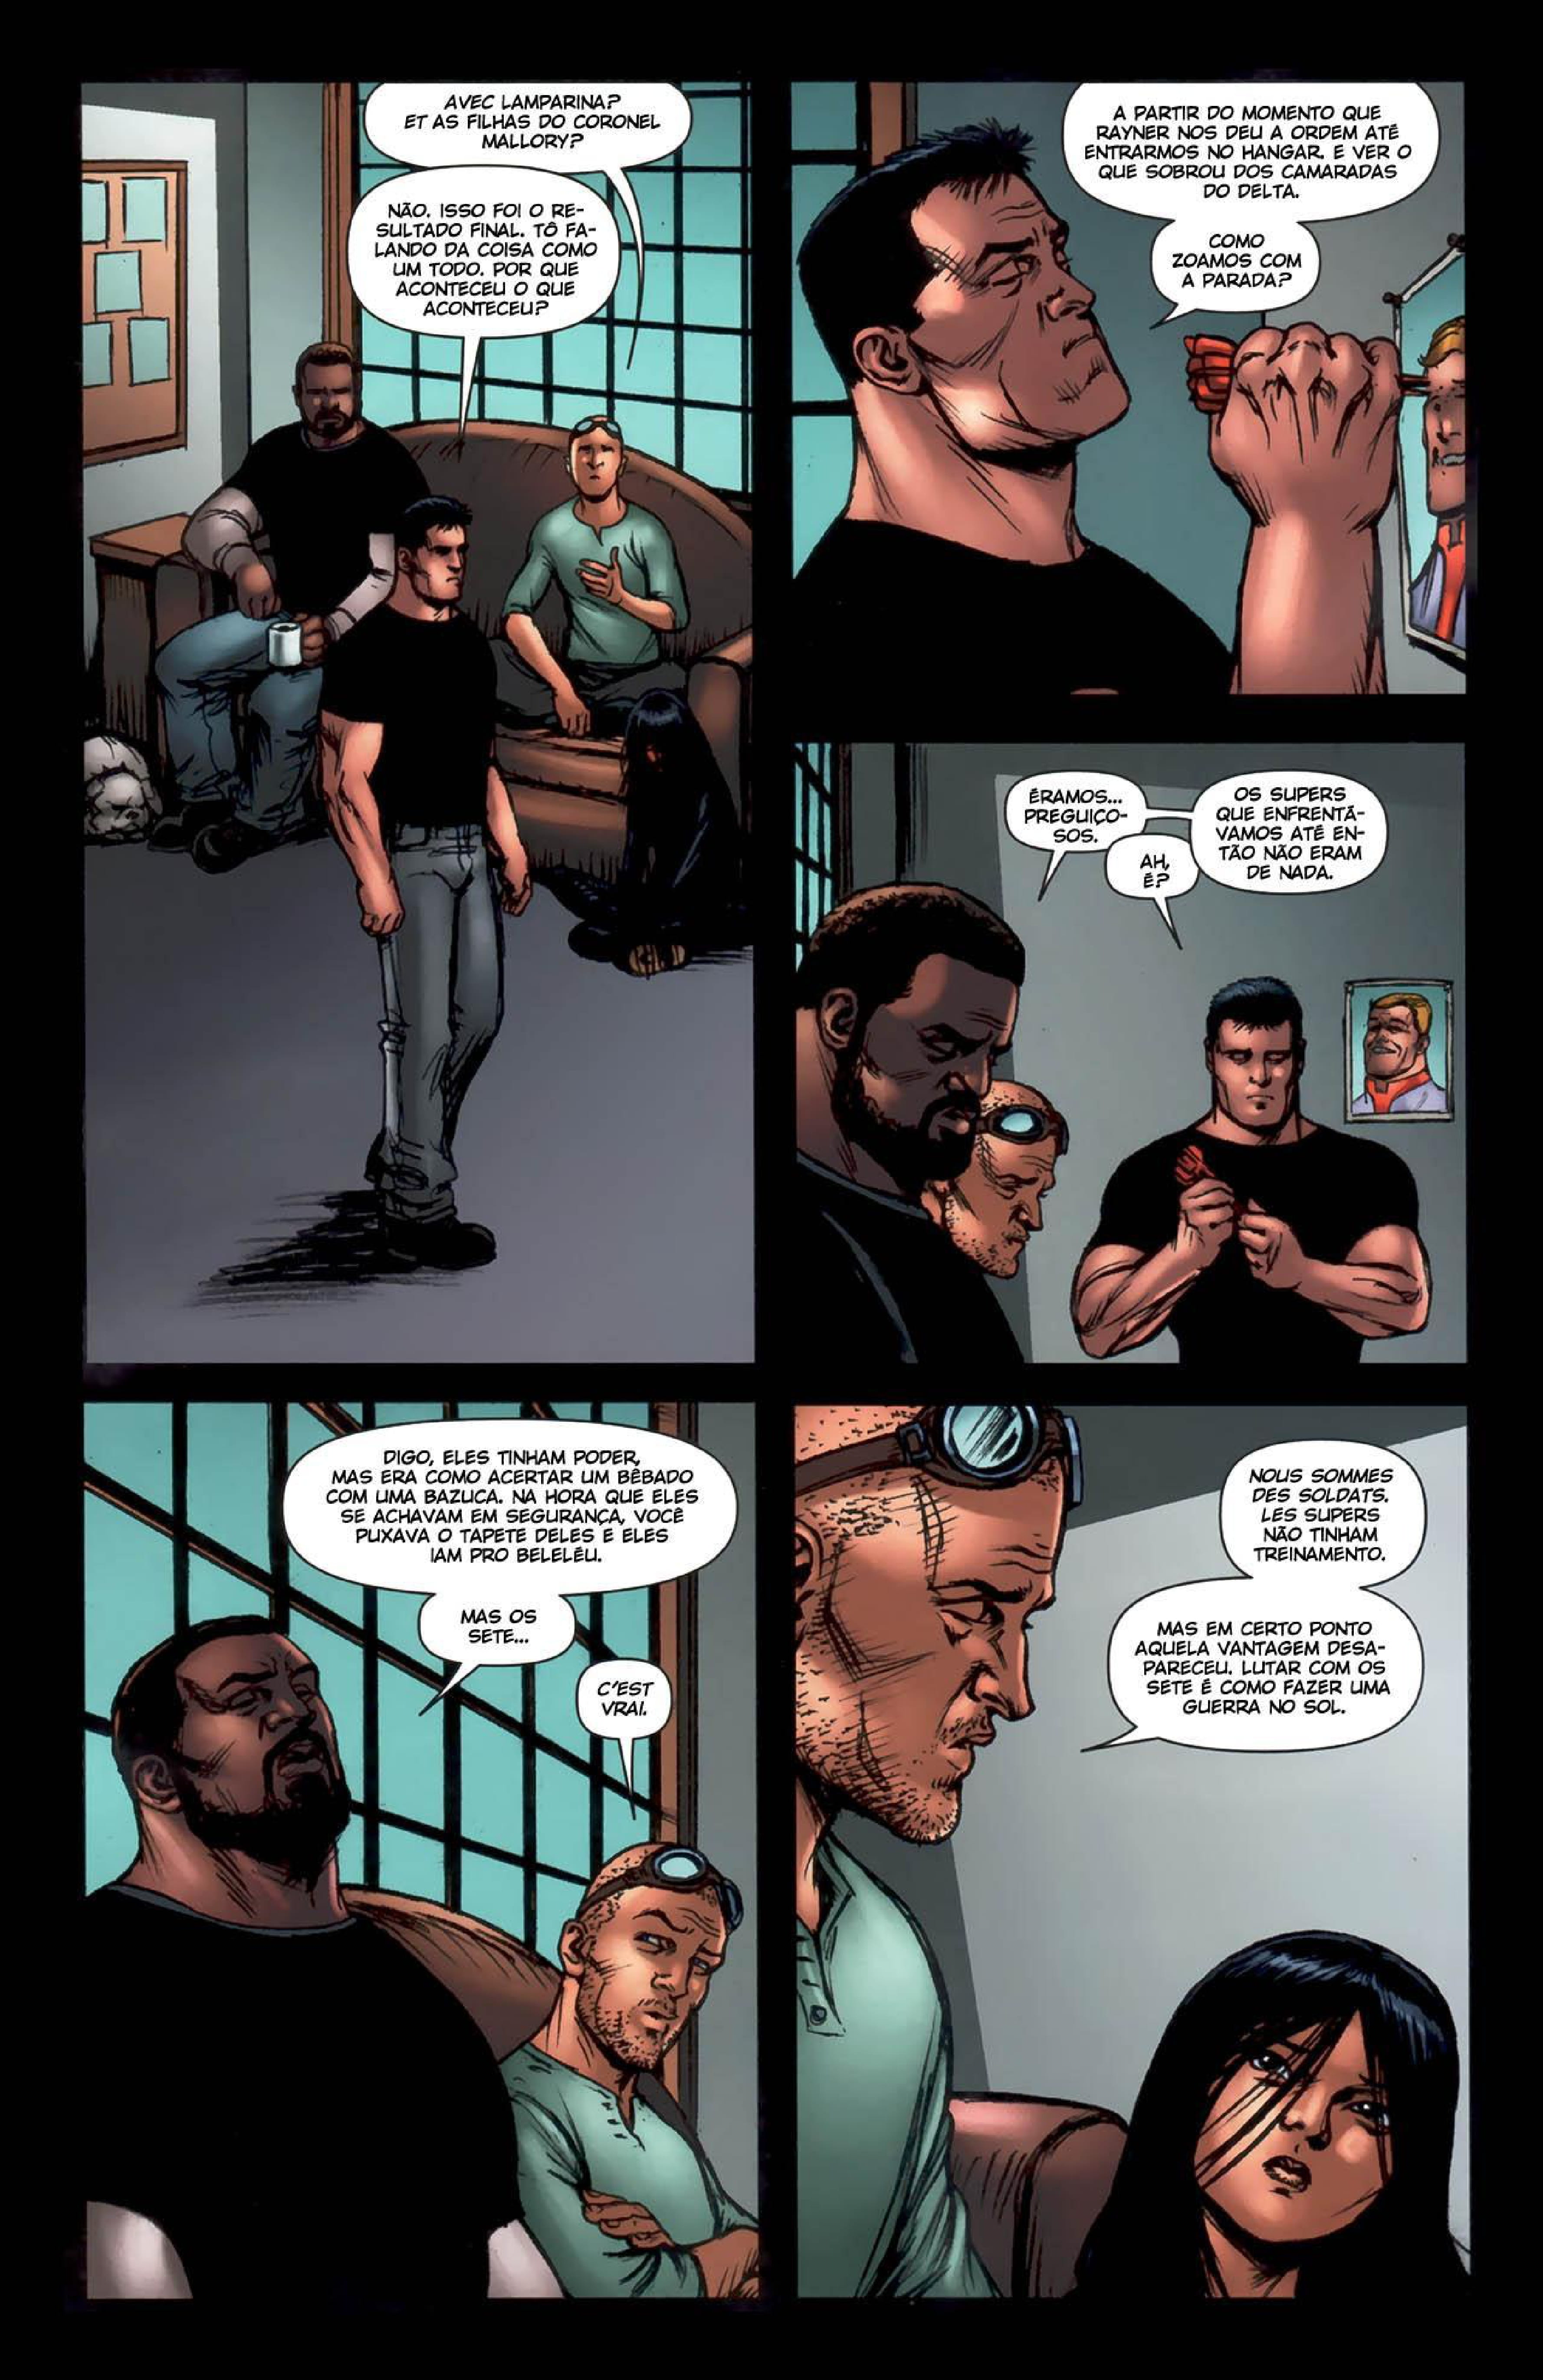 AVEC LAMPARINA?
ET AS FILHAS DO CORONEL
MALLORY?
NÃO. ISSO FOI O RE-
SULTADO FINAL. TÔ FA-
LANDO DA COISA COMO
UM TODO. POR QUE
ACONTECEU O QUE
ACONTECEU?
A PARTIR DO MOMENTO QUE
RAYNER NOS DEU A ORDEM ATÉ
ENTRARMOS NO HANGAR. E VER O
QUE SOBROU DOS CAMARADAS
DO DELTA.
COMO
ZOAMOS COM
A PARADA?
ÉRAMOS...
PREGUIÇO-
SOS.
AH,
É?
OS SUPERS
QUE ENFRENTÁ-
VAMOS ATÉ EN-
TÃO NÃO ERAM
DE NADA.
DIGO, ELES TINHAM PODER,
MAS ERA COMO ACERTAR UM BÊBADO
COM UMA BAZUCA. NA HORA QUE ELES
SE ACHAVAM EM SEGURANÇA, VOCÊ
PUXAVA O TAPETE DELES E ELES
IAM PRO BELELÉU.
MAS OS
SETE...
C'EST
VRAI.
NOUS SOMMES
DES SOLDATS.
LES SUPERS
NÃO TINHAM
TREINAMENTO.
MAS EM CERTO PONTO
AQUELA VANTAGEM DESA-
PARECEU. LUTAR COM OS
SETE É COMO FAZER UMA
GUERRA NO SOL.